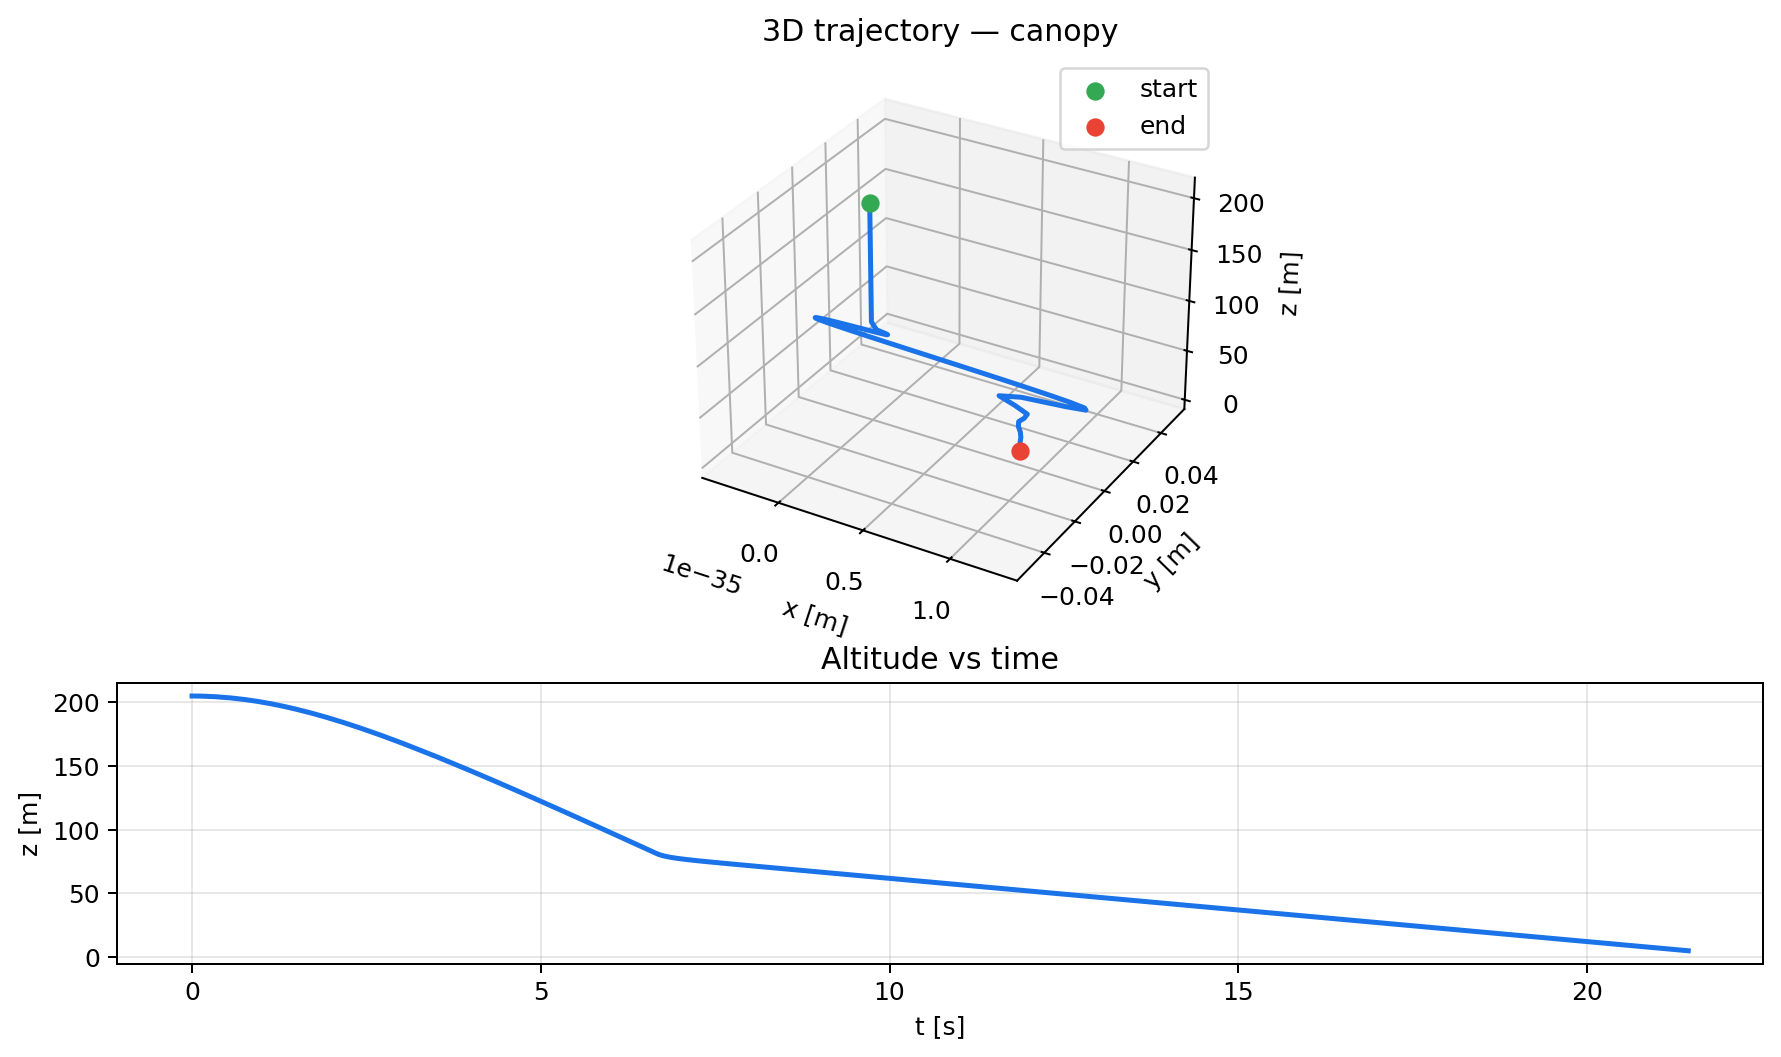 3D trajectory — canopy
start
end
200
150
100
50
0
z [m]
0.04
0.02
0.00
−0.02
−0.04
y [m]
1e−35
0.0
0.5
1.0
x [m]
Altitude vs time
200
150
100
50
0
z [m]
0 5 10 15 20
t [s]